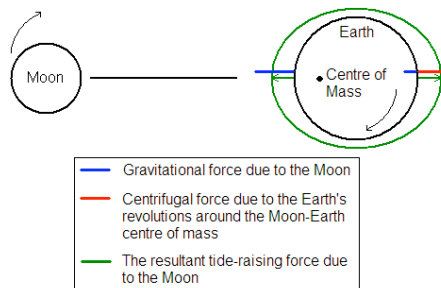 Earth
Moon
Centre of
Mass
Gravitational force due to the Moon
Centrifugal force due to the Earth's
revolutions around the Moon-Earth
centre of mass
The resultant tide-raising force due
to the Moon